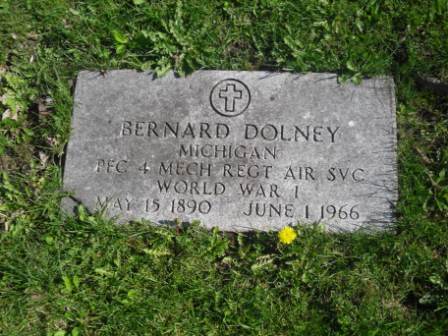 BERNARD DOLNEY
MICHIGAN
PFC 4 MECH REGT AIR SVC
WORLD WAR I
MAY 15 1890 JUNE 1 1966